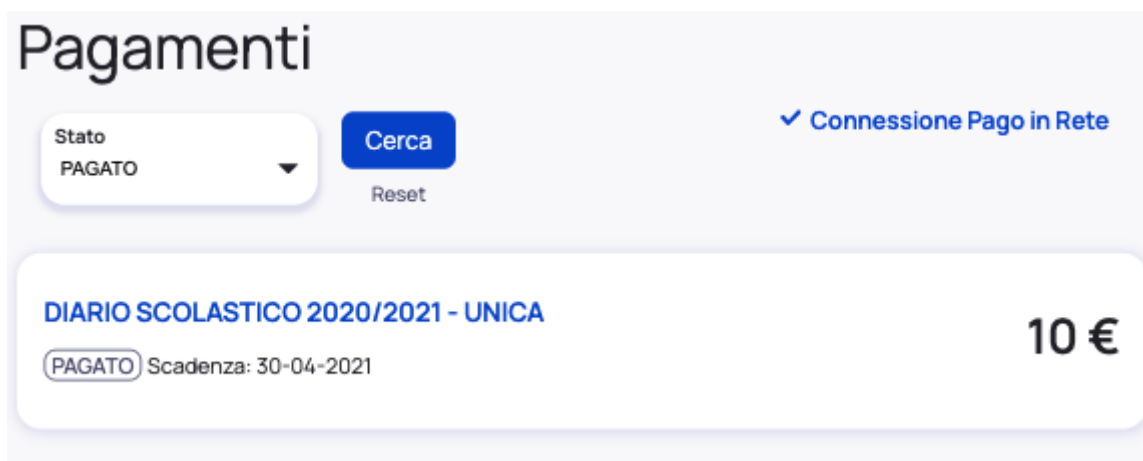 Pagamenti
Stato
PAGATO
Cerca
Reset
Connessione Pago in Rete
DIARIO SCOLASTICO 2020/2021 - UNICA
PAGATO Scadenza: 30-04-2021
10 €